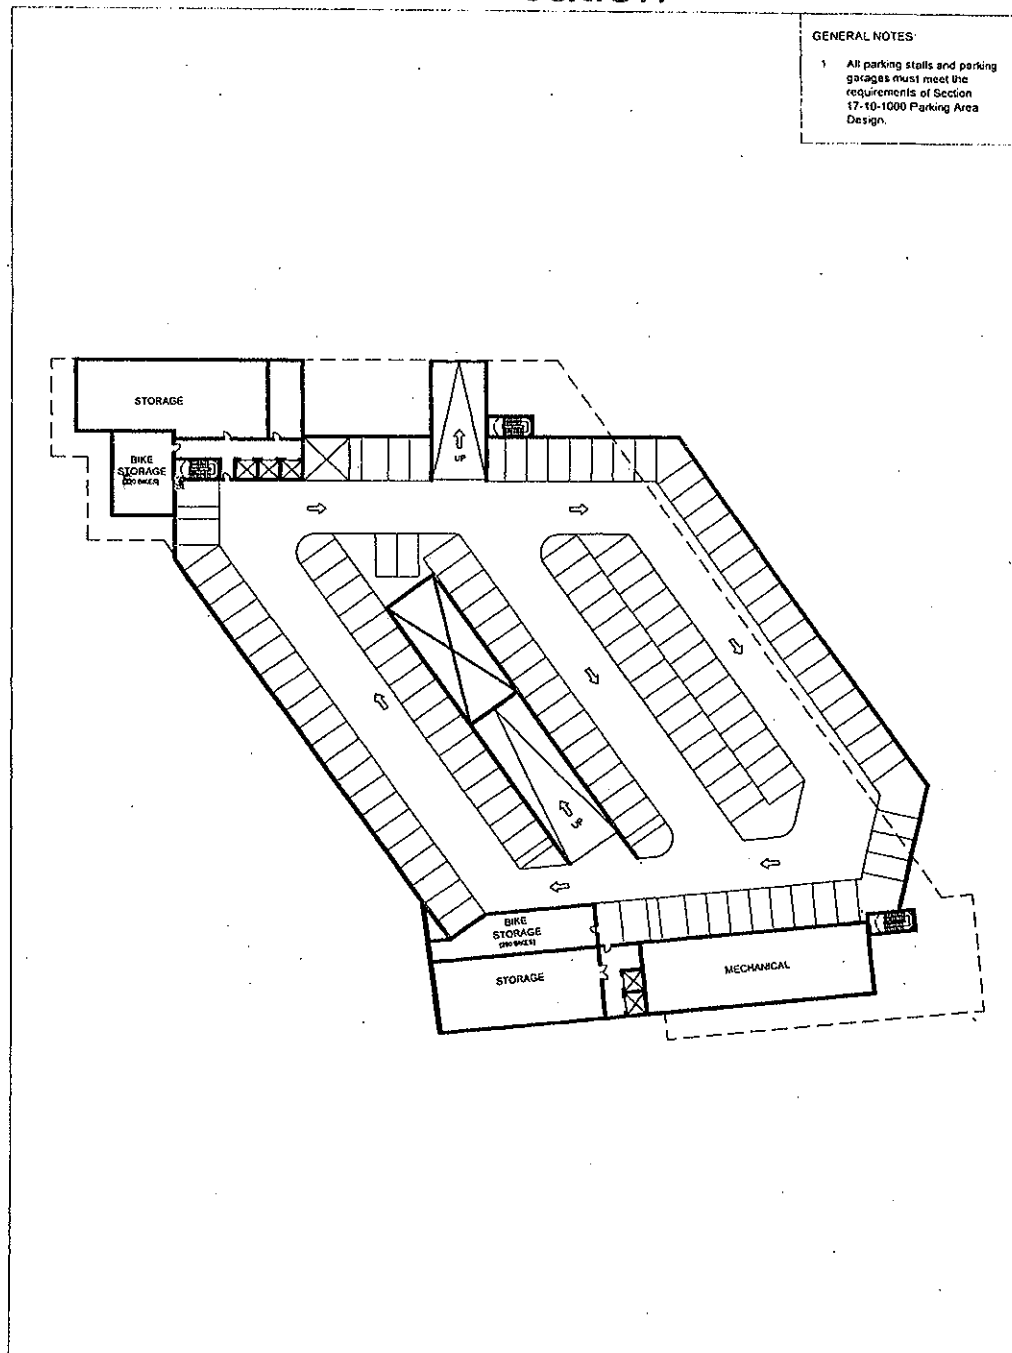 GENERAL NOTES:
1 All parking stalls and parking
garages must meet the
requirements of Section
17-10-1000 Parking Area
Design.
STORAGE
BIKE
STORAGE
UP
UP
BIKE
STORAGE
STORAGE
MECHANICAL